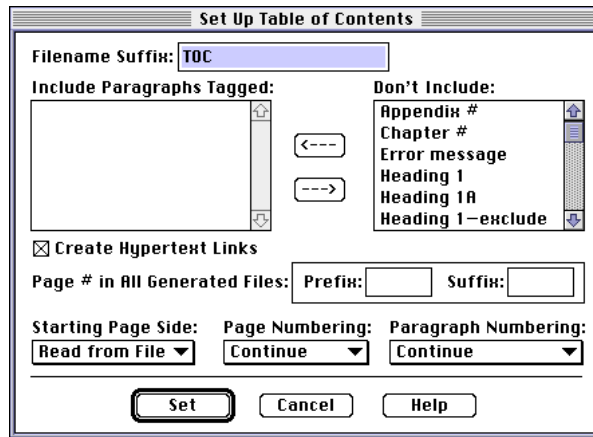 Set Up Table of Contents
Filename Suffix: TOC
Include Paragraphs Tagged:
Don't Include:
Appendix #
Chapter #
Error message
Heading 1
Heading 1A
Heading 1-exclude
<---
--->
Create Hypertext Links
Page # in All Generated Files: Prefix: Suffix:
Starting Page Side: Page Numbering: Paragraph Numbering:
Read from File Continue Continue
Set Cancel Help